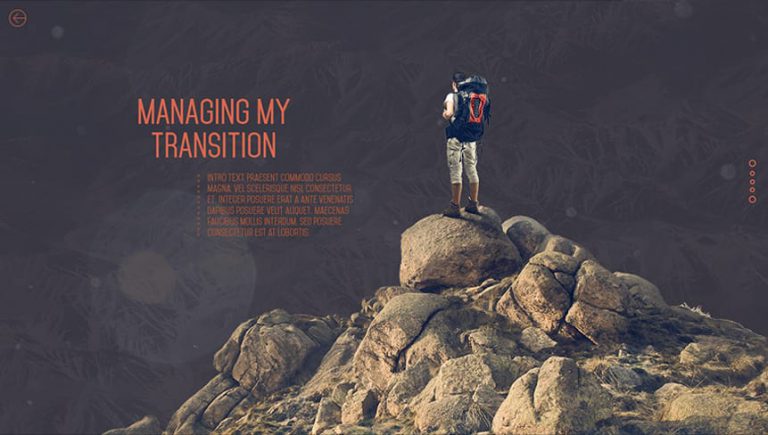 MANAGING MY
TRANSITION
INTRO TEXT PRAESENT COMMODO CURSUS
MAGNA, VEL SCELERISQUE NISL CONSECTETUR
ET. INTEGER POSUERE ERAT A ANTE VENENATIS
DAPIBUS POSUERE VELIT ALIQUET. MAECENAS
FAUCIBUS MOLLIS INTERDUM. SED POSUERE
CONSECTETUR EST AT LOBORTIS.